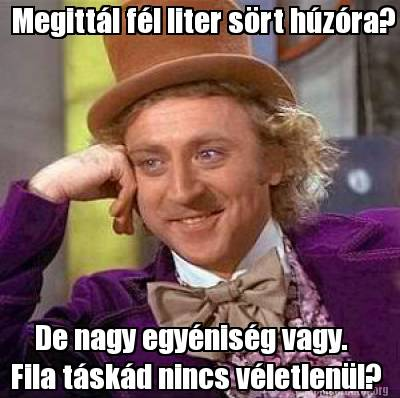 Megittál fél liter sört húzóra?
De nagy egyéniség vagy.
Fila táskád nincs véletlenül?